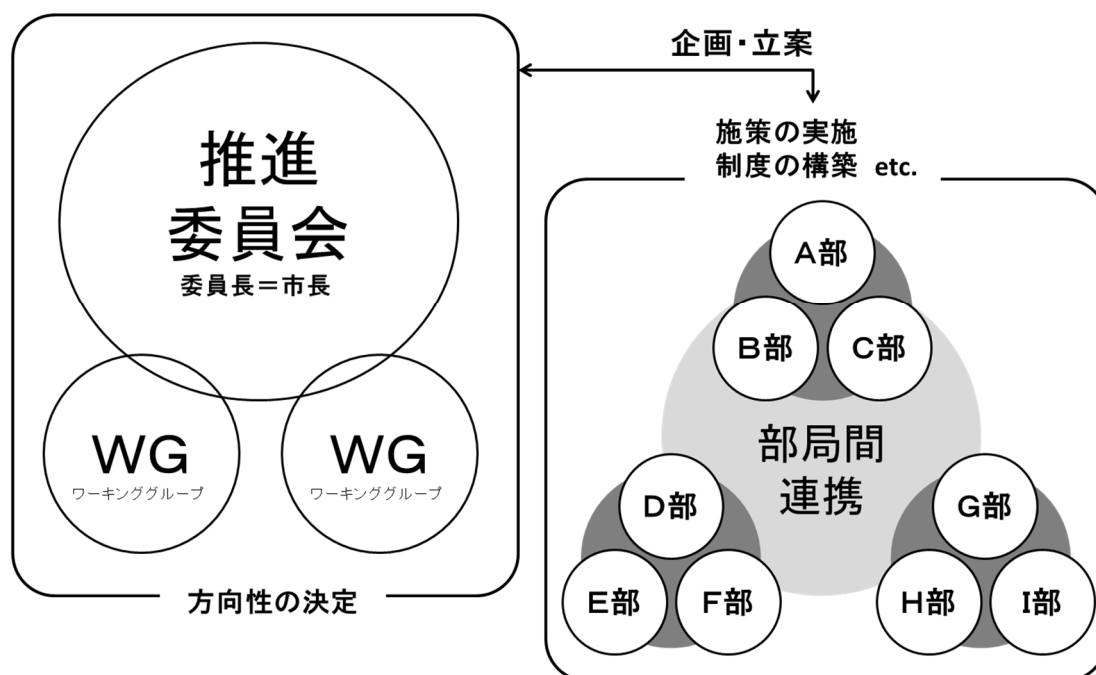 推進
委員会
委員長＝市長
WG
ワーキンググループ
WG
ワーキンググループ
方向性の決定
企画・立案
施策の実施
制度の構築 etc.
A部
B部
C部
部局間
連携
D部
E部
F部
G部
H部
I部